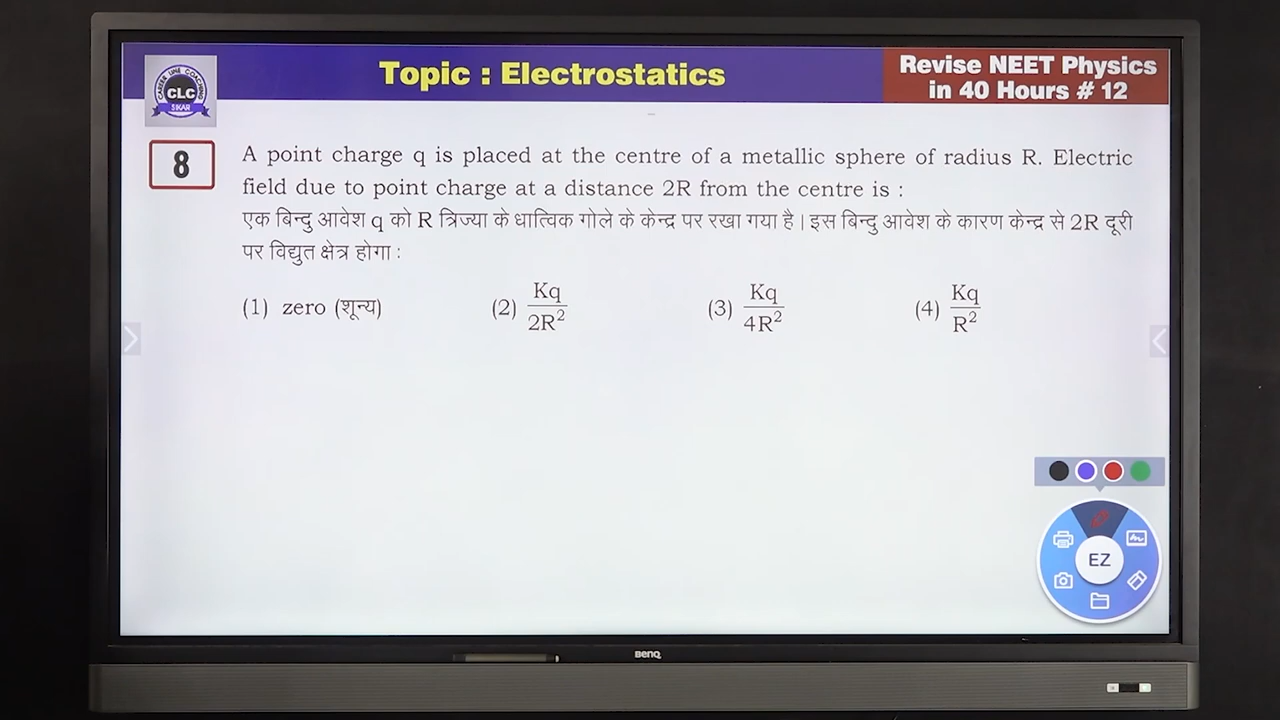 CAREER LINE COACHING
CLC
SIKAR
Topic : Electrostatics
Revise NEET Physics
in 40 Hours # 12
8
A point charge q is placed at the centre of a metallic sphere of radius R. Electric
field due to point charge at a distance 2R from the centre is :
एक बिन्दु आवेश q को R त्रिज्या के धात्विक गोले के केन्द्र पर रखा गया है। इस बिन्दु आवेश के कारण केन्द्र से 2R दूरी
पर विद्युत क्षेत्र होगा :
(1) zero (शून्य) (2) Kq/2R² (3) Kq/4R² (4) Kq/R²
EZ
BenQ